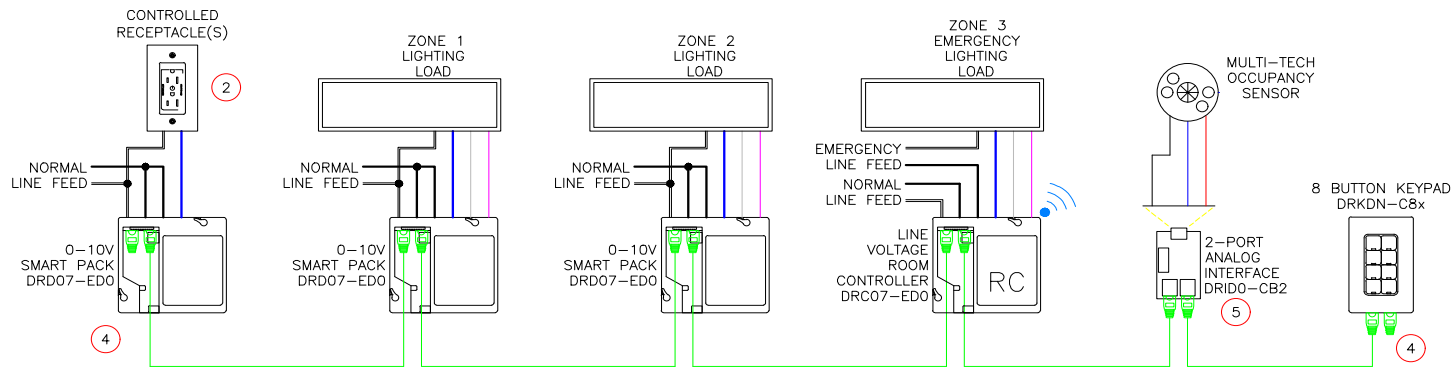 CONTROLLED
RECEPTACLE(S)
2
NORMAL
LINE FEED
0-10V
SMART PACK
DRD07-ED0
4
ZONE 1
LIGHTING
LOAD
NORMAL
LINE FEED
0-10V
SMART PACK
DRD07-ED0
ZONE 2
LIGHTING
LOAD
NORMAL
LINE FEED
0-10V
SMART PACK
DRD07-ED0
ZONE 3
EMERGENCY
LIGHTING
LOAD
EMERGENCY
LINE FEED
NORMAL
LINE FEED
LINE
VOLTAGE
ROOM
CONTROLLER
DRC07-ED0
RC
MULTI-TECH
OCCUPANCY
SENSOR
2-PORT
ANALOG
INTERFACE
DRID0-CB2
5
8 BUTTON KEYPAD
DRKDN-C8x
4